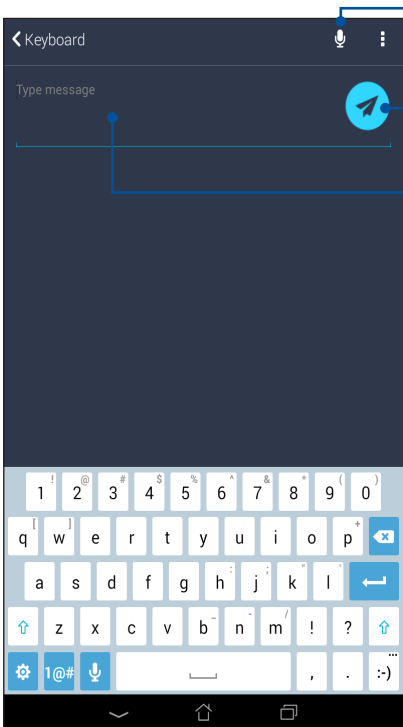 Keyboard
Type message
! @ # $ % ^ & * ( )
1 2 3 4 5 6 7 8 9 0
[ ] +
q w e r t y u i o p
: ; " '
a s d f g h j k l
_ - /
z x c v b n m ! ?
1@# , . ... :-)